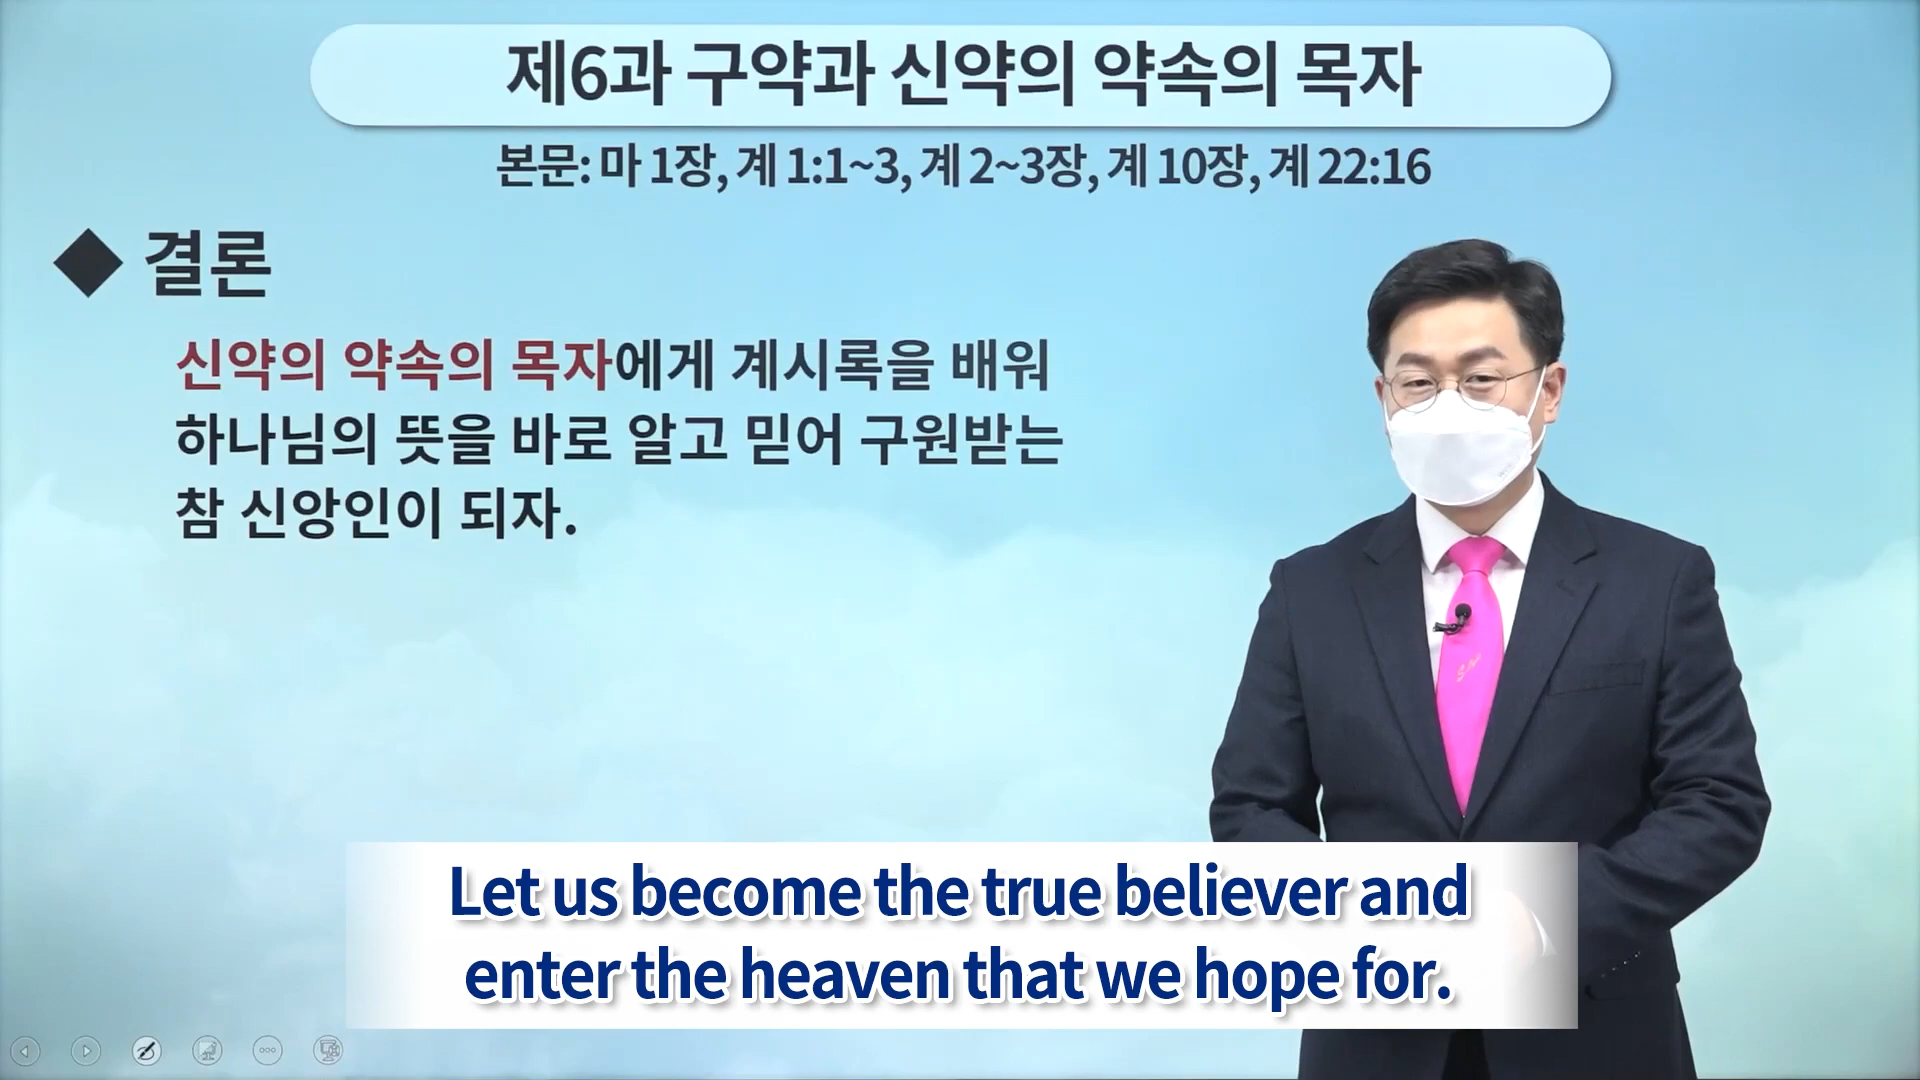 제6과 구약과 신약의 약속의 목자
본문: 마 1장, 계 1:1~3, 계 2~3장, 계 10장, 계 22:16
◆ 결론
신약의 약속의 목자에게 계시록을 배워
하나님의 뜻을 바로 알고 믿어 구원받는
참 신앙인이 되자.
Let us become the true believer and
enter the heaven that we hope for.